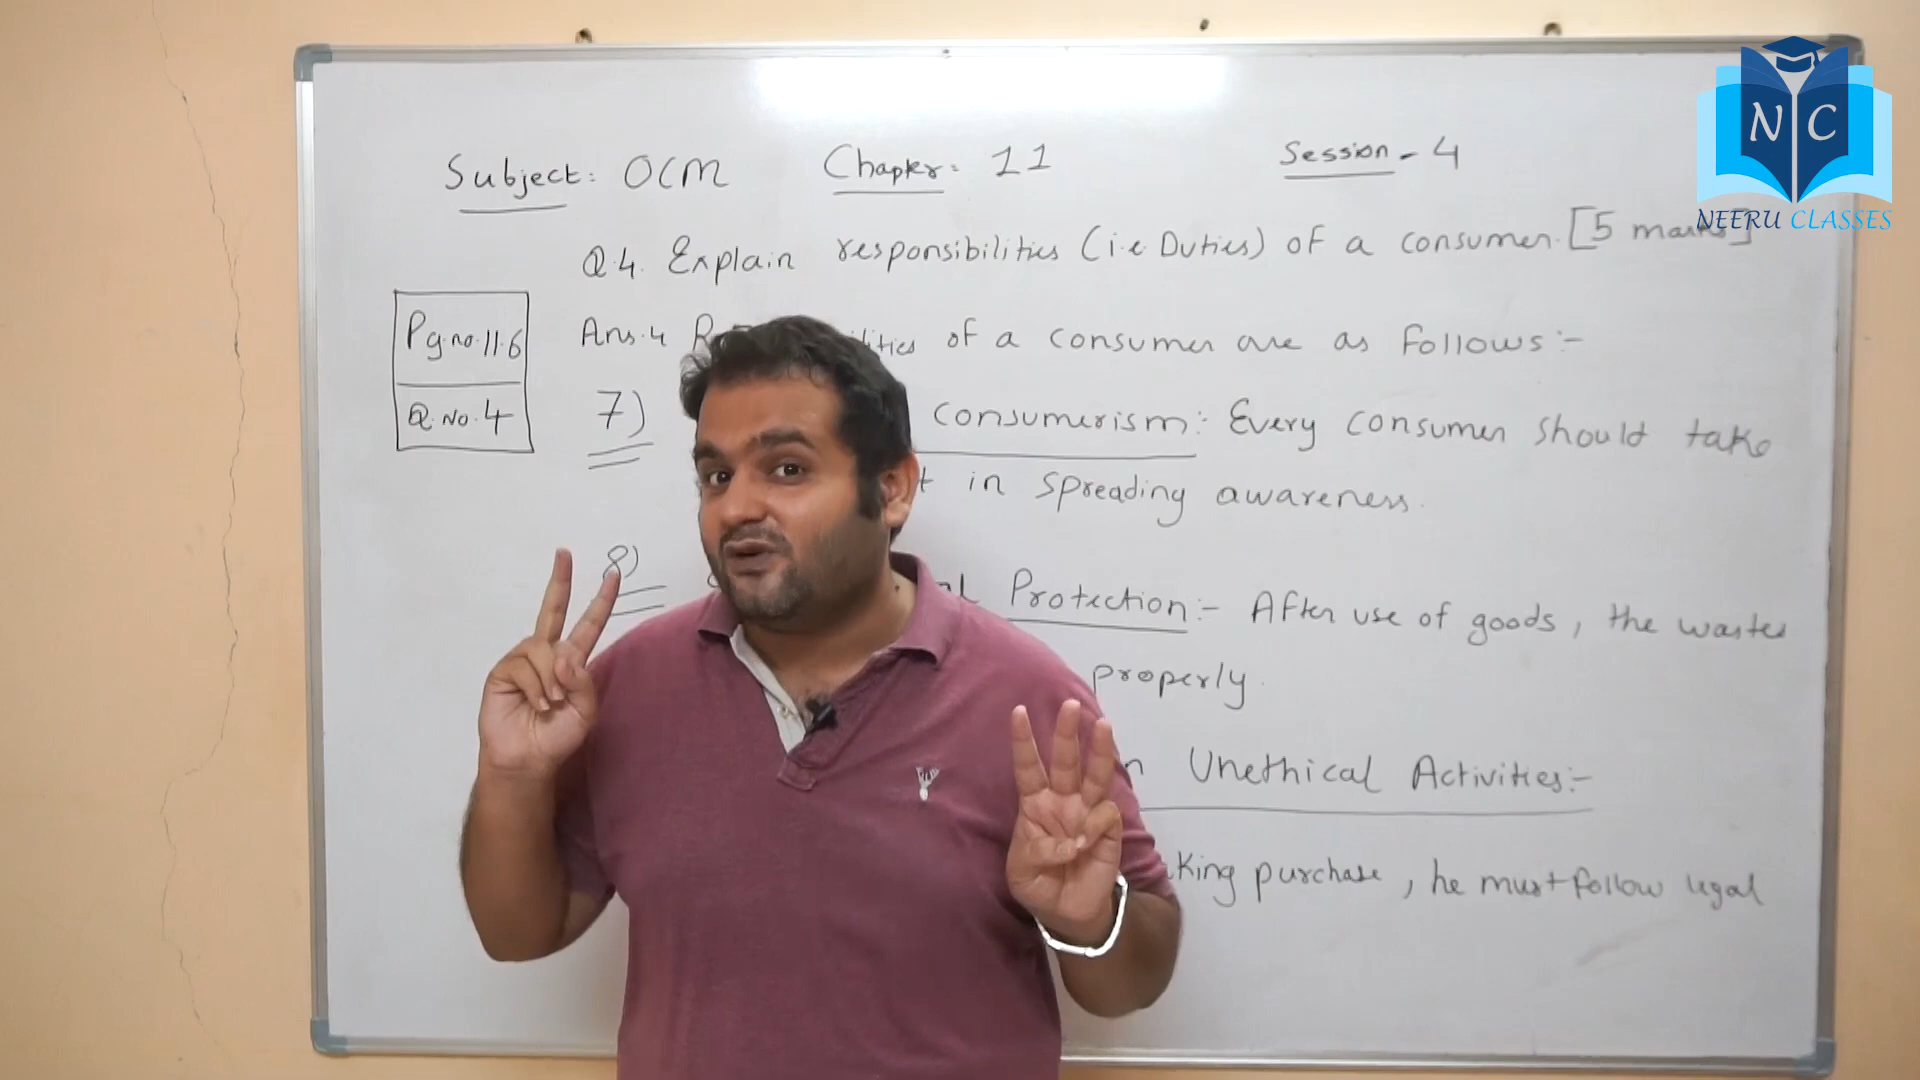 N C
NEERU CLASSES
Subject: OCM Chapter: 11 Session - 4
Q.4. Explain responsibilities (i.e Duties) of a consumer. [5 marks]
Pg.no.11.6
Q.No.4
Ans.4 of a consumer are as follows:-
7) consumerism: Every consumer should take
in spreading awareness.
8) Protection:- After use of goods, the wastes
properly.
Unethical Activities:-
purchase, he must follow legal